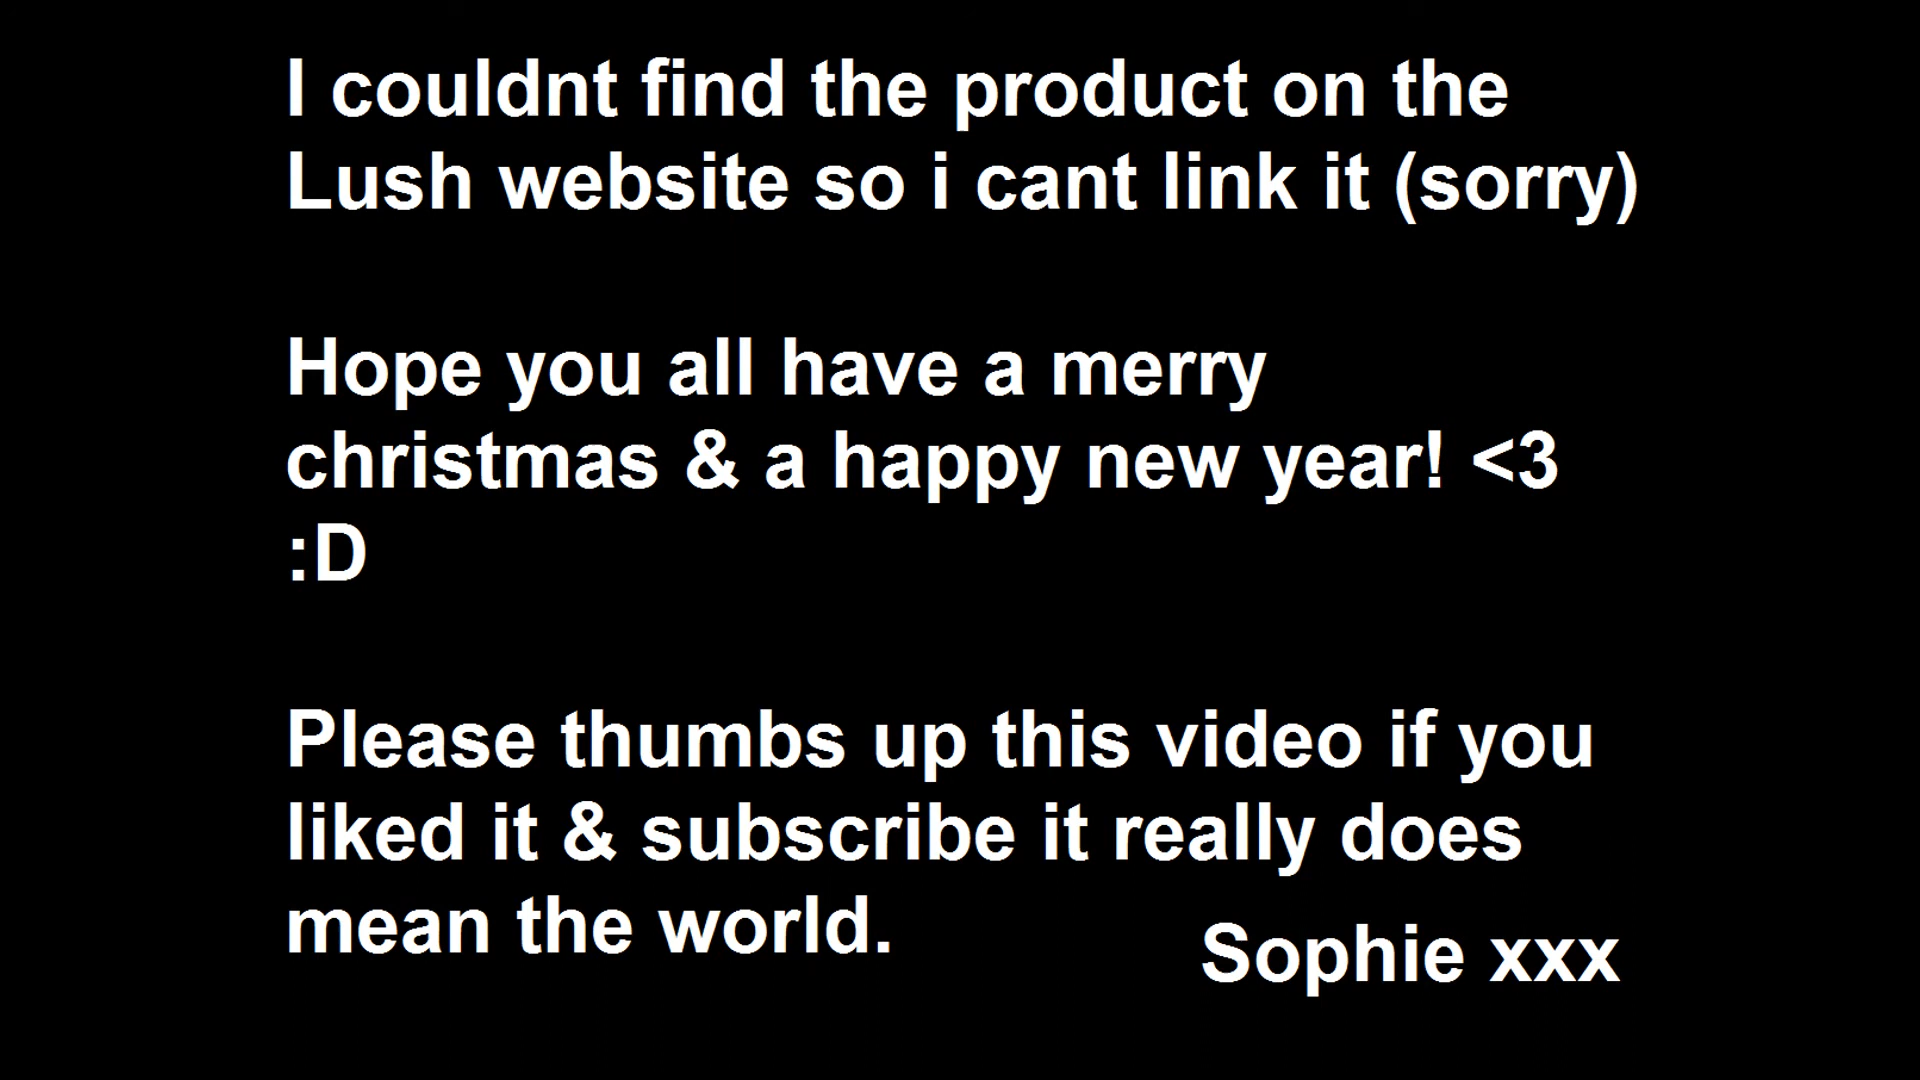 I couldnt find the product on the
Lush website so i cant link it (sorry)
Hope you all have a merry
christmas & a happy new year! <3
:D
Please thumbs up this video if you
liked it & subscribe it really does
mean the world.
Sophie xxx